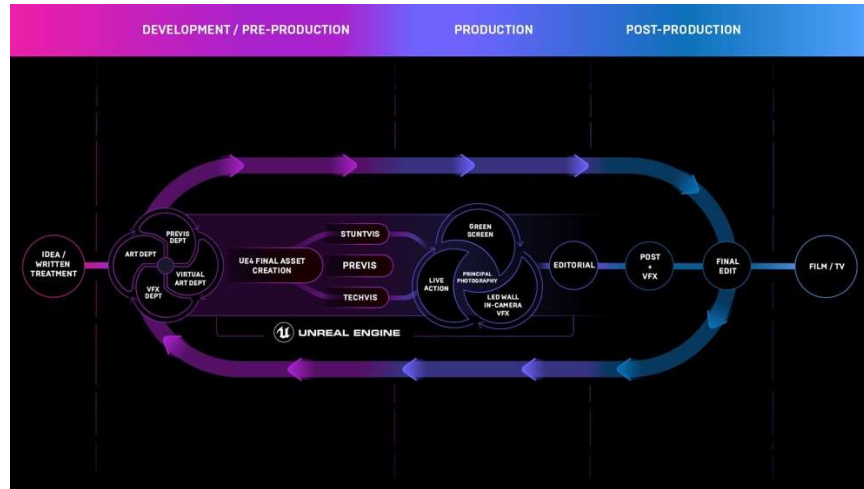 DEVELOPMENT / PRE-PRODUCTION
PRODUCTION
POST-PRODUCTION
IDEA /
WRITTEN
TREATMENT
PREVIS
DEPT
ART DEPT
VIRTUAL
ART DEPT
VFX
DEPT
UE4 FINAL ASSET
CREATION
STUNTVIS
PREVIS
TECHVIS
GREEN
SCREEN
LIVE
ACTION
PRINCIPAL
PHOTOGRAPHY
LED WALL
IN-CAMERA
VFX
EDITORIAL
POST
+
VFX
FINAL
EDIT
FILM / TV
UNREAL ENGINE